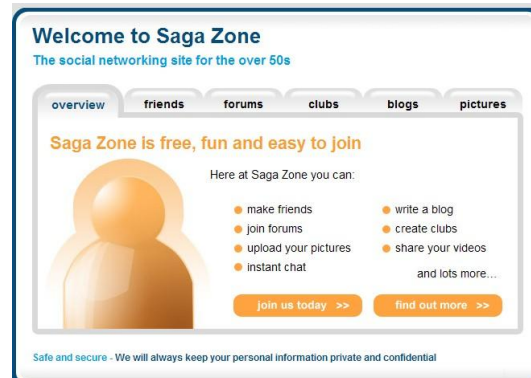 Welcome to Saga Zone
The social networking site for the over 50s
overview friends forums clubs blogs pictures
Saga Zone is free, fun and easy to join
Here at Saga Zone you can:
make friends
join forums
upload your pictures
instant chat
write a blog
create clubs
share your videos
and lots more...
join us today >>
find out more >>
Safe and secure - We will always keep your personal information private and confidential